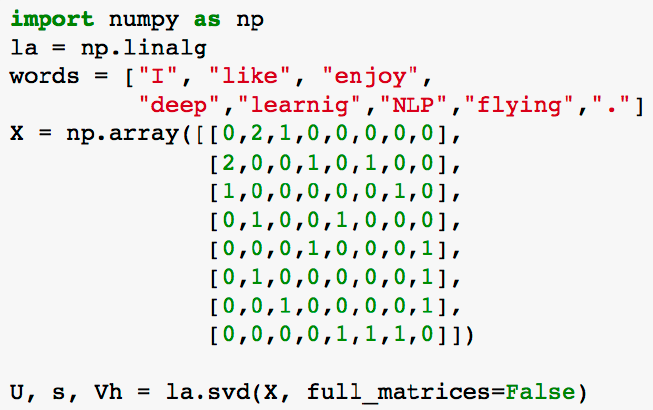 import numpy as np
la = np.linalg
words = ["I", "like", "enjoy",
         "deep","learnig","NLP","flying","."]
X = np.array([[0,2,1,0,0,0,0,0],
              [2,0,0,1,0,1,0,0],
              [1,0,0,0,0,0,1,0],
              [0,1,0,0,1,0,0,0],
              [0,0,0,1,0,0,0,1],
              [0,1,0,0,0,0,0,1],
              [0,0,1,0,0,0,0,1],
              [0,0,0,0,1,1,1,0]])
U, s, Vh = la.svd(X, full_matrices=False)